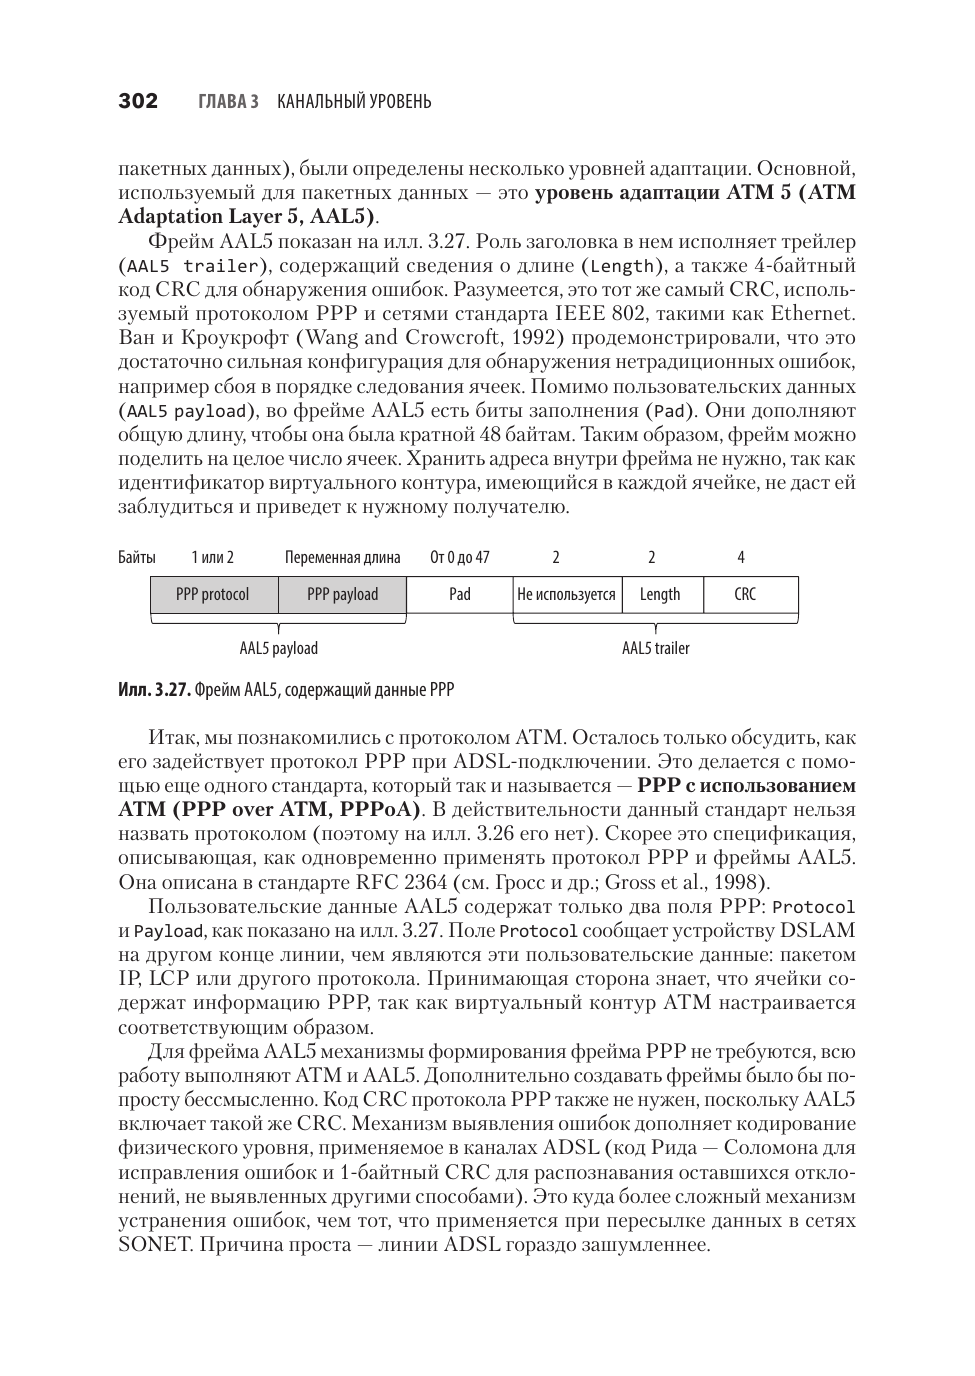 302 ГЛАВА 3 КАНАЛЬНЫЙ УРОВЕНЬ
пакетных данных), были определены несколько уровней адаптации. Основной,
используемый для пакетных данных — это уровень адаптации ATM 5 (ATM
Adaptation Layer 5, AAL5).
Фрейм AAL5 показан на илл. 3.27. Роль заголовка в нем исполняет трейлер
(AAL5 trailer), содержащий сведения о длине (Length), а также 4-байтный
код CRC для обнаружения ошибок. Разумеется, это тот же самый CRC, исполь-
зуемый протоколом PPP и сетями стандарта IEEE 802, такими как Ethernet.
Ван и Кроукрофт (Wang and Crowcroft, 1992) продемонстрировали, что это
достаточно сильная конфигурация для обнаружения нетрадиционных ошибок,
например сбоя в порядке следования ячеек. Помимо пользовательских данных
(AAL5 payload), во фрейме AAL5 есть биты заполнения (Pad). Они дополняют
общую длину, чтобы она была кратной 48 байтам. Таким образом, фрейм можно
поделить на целое число ячеек. Хранить адреса внутри фрейма не нужно, так как
идентификатор виртуального контура, имеющийся в каждой ячейке, не даст ей
заблудиться и приведет к нужному получателю.
Байты 1 или 2 Переменная длина От 0 до 47 2 2 4
PPP protocol PPP payload Pad Не используется Length CRC
AAL5 payload AAL5 trailer
Илл. 3.27. Фрейм AAL5, содержащий данные PPP
Итак, мы познакомились с протоколом ATM. Осталось только обсудить, как
его задействует протокол PPP при ADSL-подключении. Это делается с помо-
щью еще одного стандарта, который так и называется — PPP с использованием
ATM (PPP over ATM, PPPoA). В действительности данный стандарт нельзя
назвать протоколом (поэтому на илл. 3.26 его нет). Скорее это спецификация,
описывающая, как одновременно применять протокол PPP и фреймы AAL5.
Она описана в стандарте RFC 2364 (см. Гросс и др.; Gross et al., 1998).
Пользовательские данные AAL5 содержат только два поля PPP: Protocol
и Payload, как показано на илл. 3.27. Поле Protocol сообщает устройству DSLAM
на другом конце линии, чем являются эти пользовательские данные: пакетом
IP, LCP или другого протокола. Принимающая сторона знает, что ячейки со-
держат информацию PPP, так как виртуальный контур ATM настраивается
соответствующим образом.
Для фрейма AAL5 механизмы формирования фрейма PPP не требуются, всю
работу выполняют ATM и AAL5. Дополнительно создавать фреймы было бы по-
просту бессмысленно. Код CRC протокола PPP также не нужен, поскольку AAL5
включает такой же CRC. Механизм выявления ошибок дополняет кодирование
физического уровня, применяемое в каналах ADSL (код Рида — Соломона для
исправления ошибок и 1-байтный CRC для распознавания оставшихся откло-
нений, не выявленных другими способами). Это куда более сложный механизм
устранения ошибок, чем тот, что применяется при пересылке данных в сетях
SONET. Причина проста — линии ADSL гораздо зашумленнее.